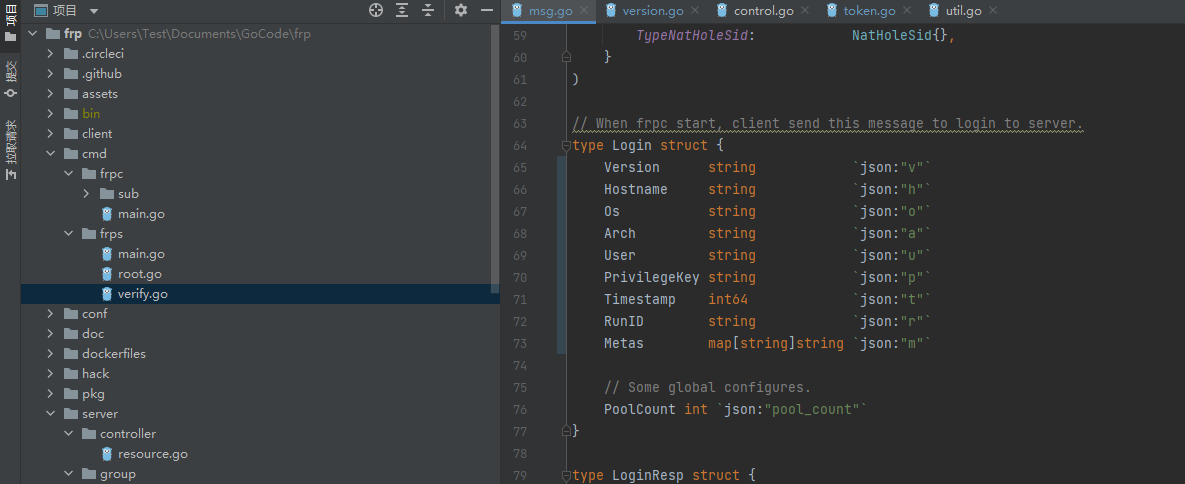 项目
提交
拉取请求
项目
frp C:\Users\Test\Documents\GoCode\frp
.circleci
.github
assets
bin
client
cmd
frpc
sub
main.go
frps
main.go
root.go
verify.go
conf
doc
dockerfiles
hack
pkg
server
controller
resource.go
group
msg.go version.go control.go token.go util.go
59 TypeNatHoleSid: NatHoleSid{},
60 }
61 )
62
63 // When frpc start, client send this message to login to server.
64 type Login struct {
65 Version string `json:"v"`
66 Hostname string `json:"h"`
67 Os string `json:"o"`
68 Arch string `json:"a"`
69 User string `json:"u"`
70 PrivilegeKey string `json:"p"`
71 Timestamp int64 `json:"t"`
72 RunID string `json:"r"`
73 Metas map[string]string `json:"m"`
74
75 // Some global configures.
76 PoolCount int `json:"pool_count"`
77 }
78
79 type LoginResp struct {